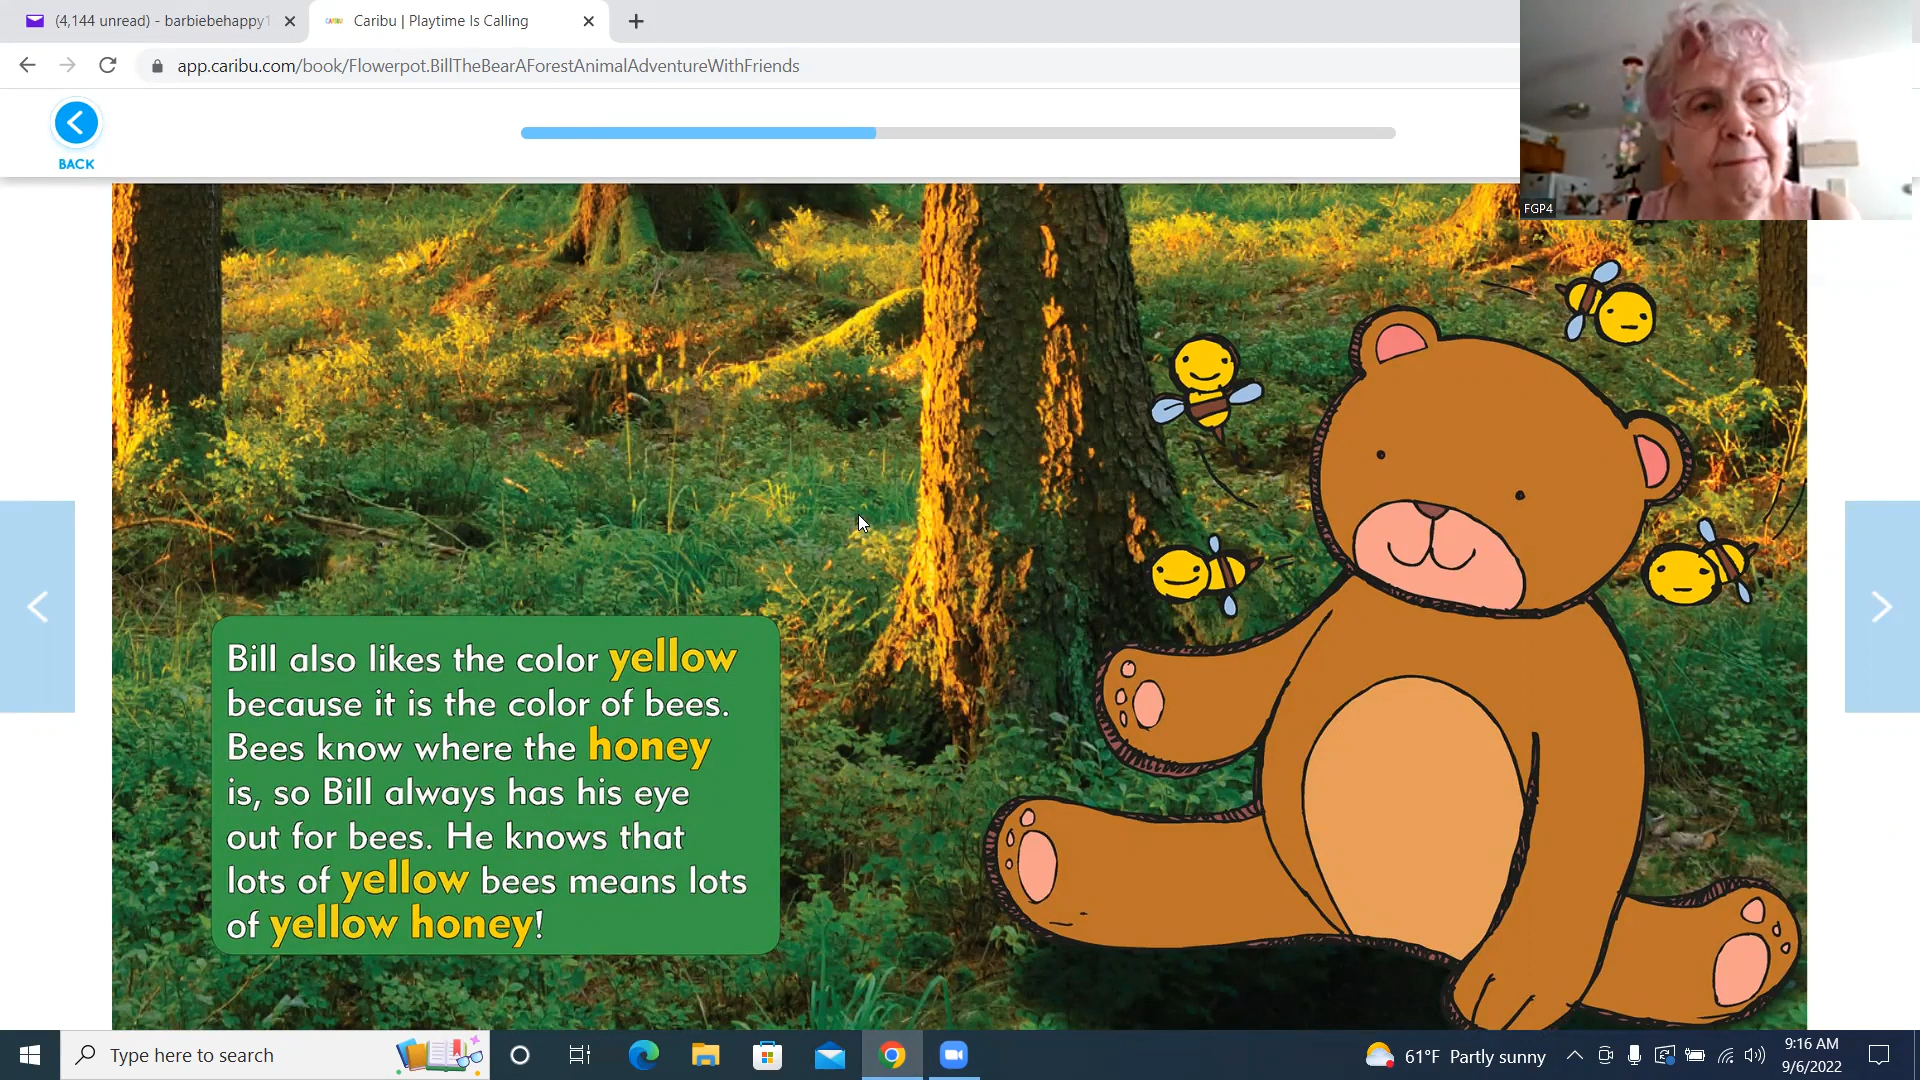 (4,144 unread) - barbiebehappy1
CARIBU
Caribu | Playtime Is Calling
app.caribu.com/book/Flowerpot.BillTheBearAForestAnimalAdventureWithFriends
BACK
FGP4
Bill also likes the color yellow
because it is the color of bees.
Bees know where the honey
is, so Bill always has his eye
out for bees. He knows that
lots of yellow bees means lots
of yellow honey!
Type here to search
61°F Partly sunny
9:16 AM
9/6/2022